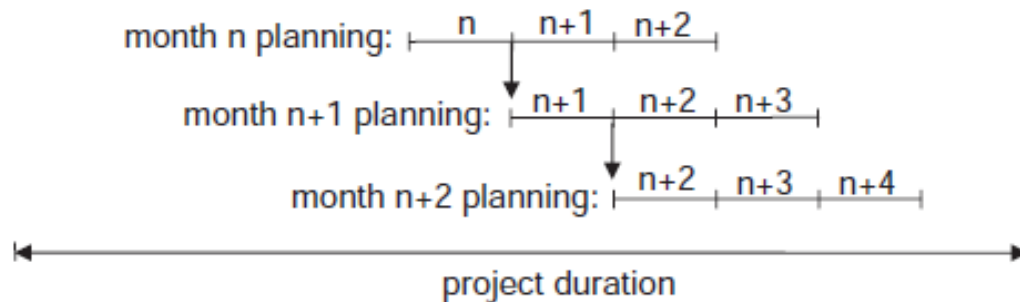 month n planning: n n+1 n+2
month n+1 planning: n+1 n+2 n+3
month n+2 planning: n+2 n+3 n+4
project duration